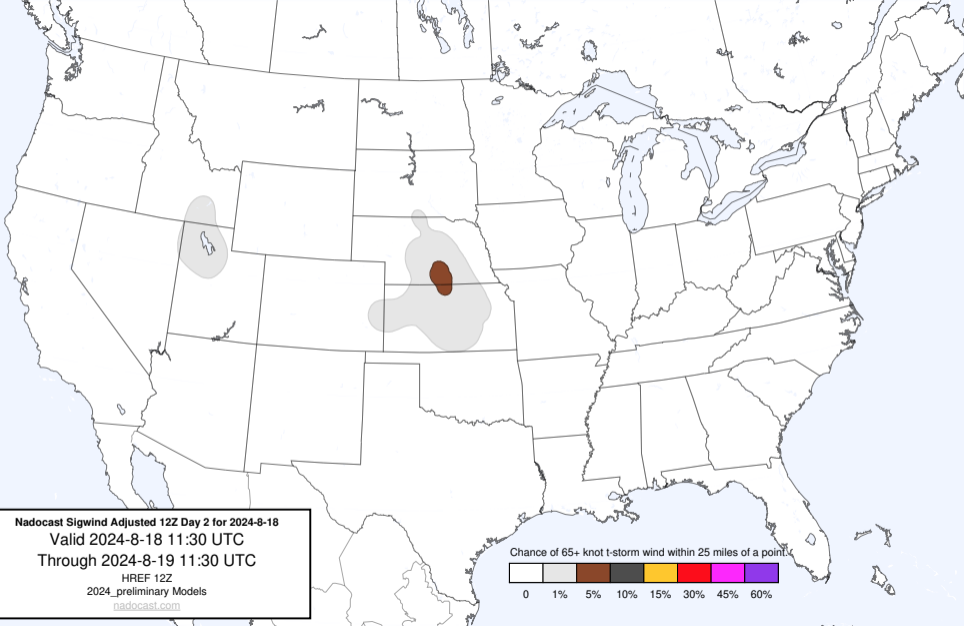 Nadocast Sigwind Adjusted 12Z Day 2 for 2024-8-18
Valid 2024-8-18 11:30 UTC
Through 2024-8-19 11:30 UTC
HREF 12Z
2024_preliminary Models
nadocast.com
Chance of 65+ knot t-storm wind within 25 miles of a point.
0 1% 5% 10% 15% 30% 45% 60%